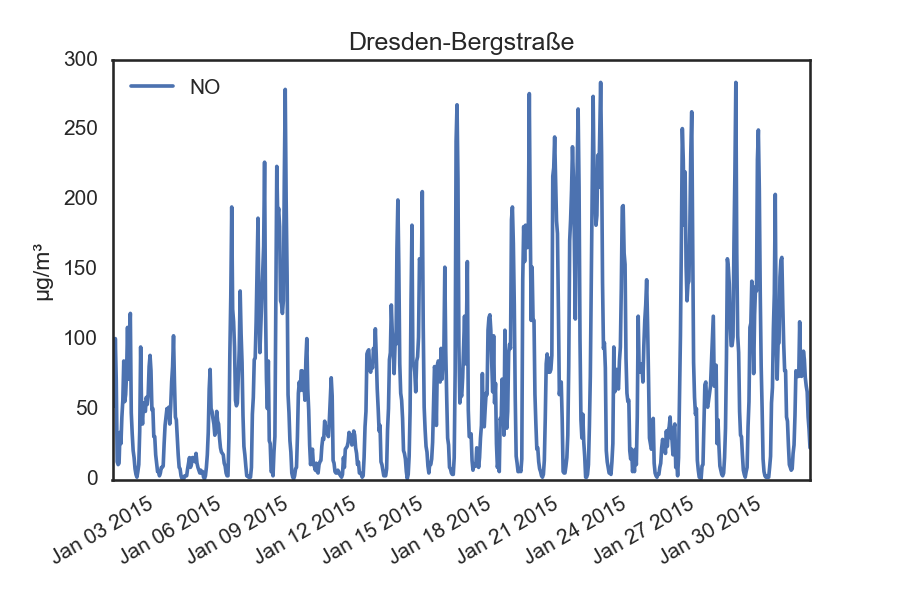 Dresden-Bergstraße
300
250
200
150
100
50
0
µg/m³
NO
Jan 03 2015
Jan 06 2015
Jan 09 2015
Jan 12 2015
Jan 15 2015
Jan 18 2015
Jan 21 2015
Jan 24 2015
Jan 27 2015
Jan 30 2015